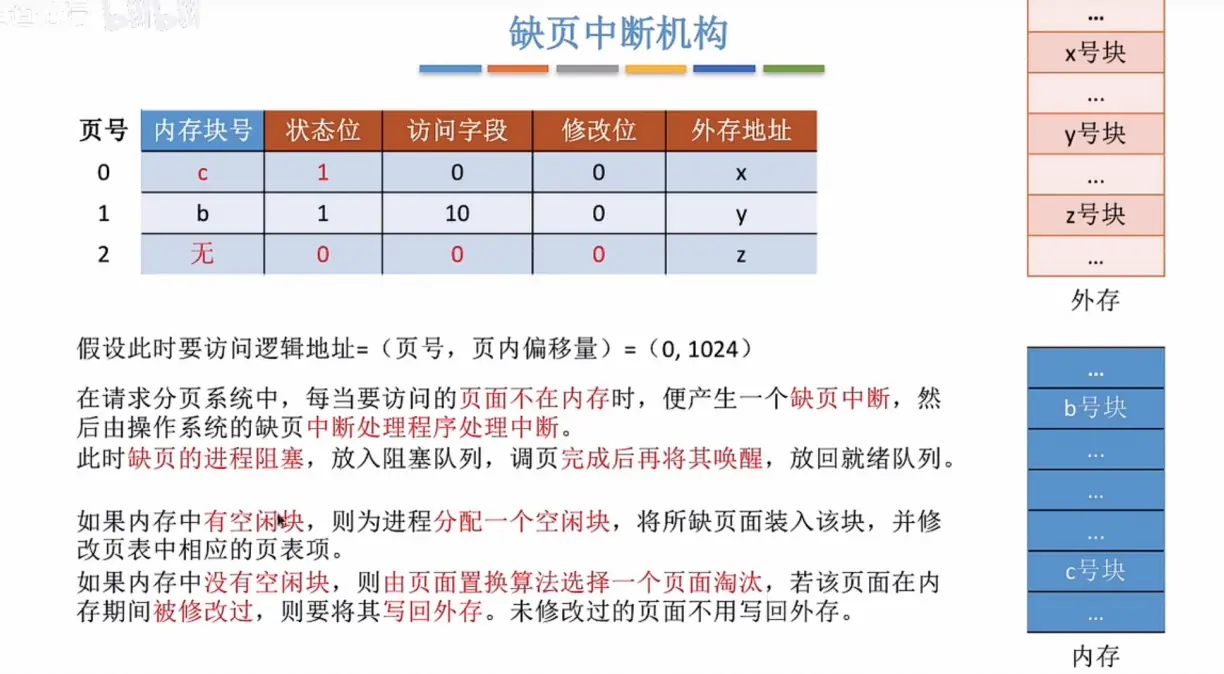 缺页中断机构
页号 内存块号 状态位 访问字段 修改位 外存地址
0 c 1 0 0 x
1 b 1 10 0 y
2 无 0 0 0 z
假设此时要访问逻辑地址=（页号，页内偏移量）=（0, 1024）
在请求分页系统中，每当要访问的页面不在内存时，便产生一个缺页中断，然
后由操作系统的缺页中断处理程序处理中断。
此时缺页的进程阻塞，放入阻塞队列，调页完成后再将其唤醒，放回就绪队列。
如果内存中有空闲块，则为进程分配一个空闲块，将所缺页面装入该块，并修
改页表中相应的页表项。
如果内存中没有空闲块，则由页面置换算法选择一个页面淘汰，若该页面在内
存期间被修改过，则要将其写回外存。未修改过的页面不用写回外存。
...
x号块
...
y号块
...
z号块
...
外存
...
b号块
...
...
...
c号块
...
内存